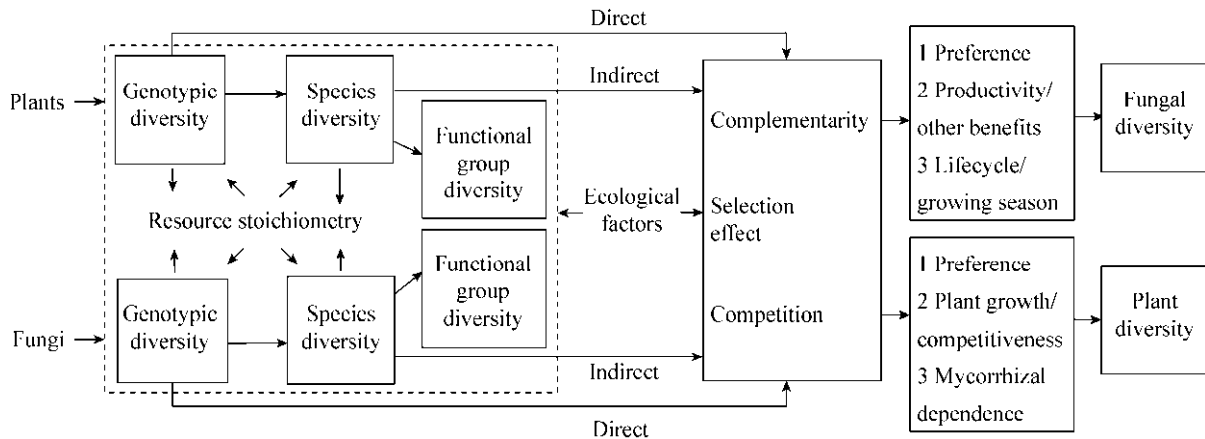 Direct
Plants
Genotypic
diversity
Species
diversity
Indirect
Functional
group
diversity
Resource stoichiometry
Ecological
factors
Fungi
Genotypic
diversity
Species
diversity
Functional
group
diversity
Indirect
Direct
Complementarity
Selection
effect
Competition
1 Preference
2 Productivity/
other benefits
3 Lifecycle/
growing season
Fungal
diversity
1 Preference
2 Plant growth/
competitiveness
3 Mycorrhizal
dependence
Plant
diversity